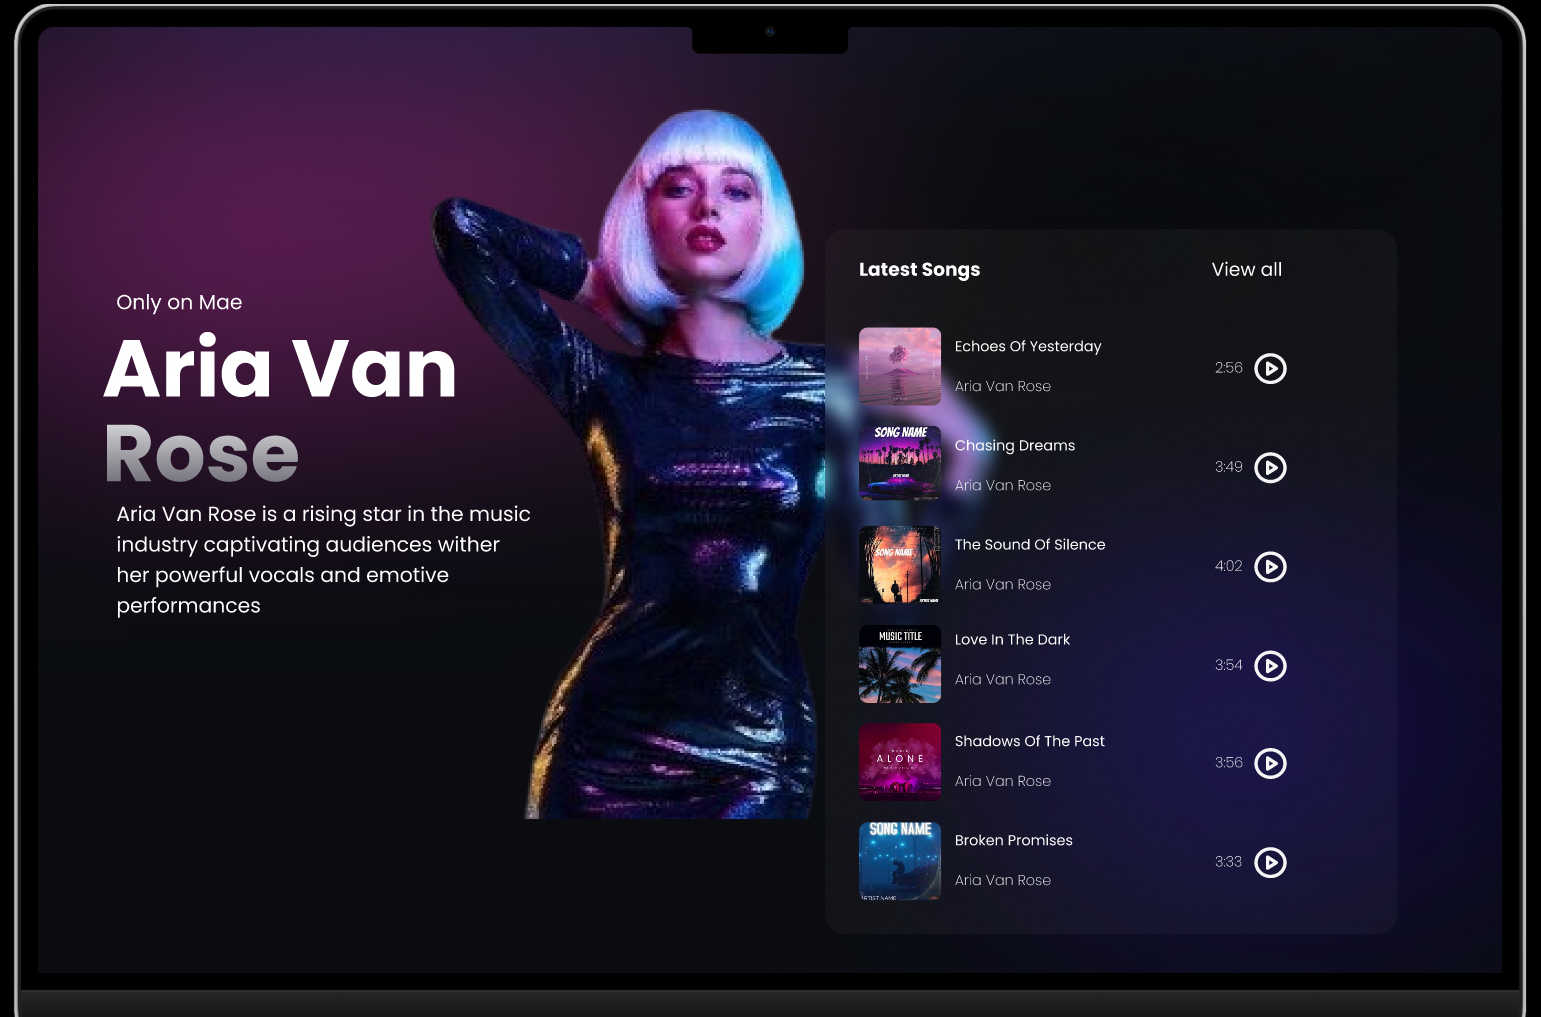 Only on Mae
Aria Van
Rose
Aria Van Rose is a rising star in the music
industry captivating audiences wither
her powerful vocals and emotive
performances
Latest Songs
View all
Echoes Of Yesterday
Aria Van Rose
2:56
SONG NAME
Chasing Dreams
Aria Van Rose
3:49
SONG NAME
The Sound Of Silence
Aria Van Rose
4:02
MUSIC TITLE
Love In The Dark
Aria Van Rose
3:54
ALONE
Shadows Of The Past
Aria Van Rose
3:56
SONG NAME
ARTIST NAME
Broken Promises
Aria Van Rose
3:33